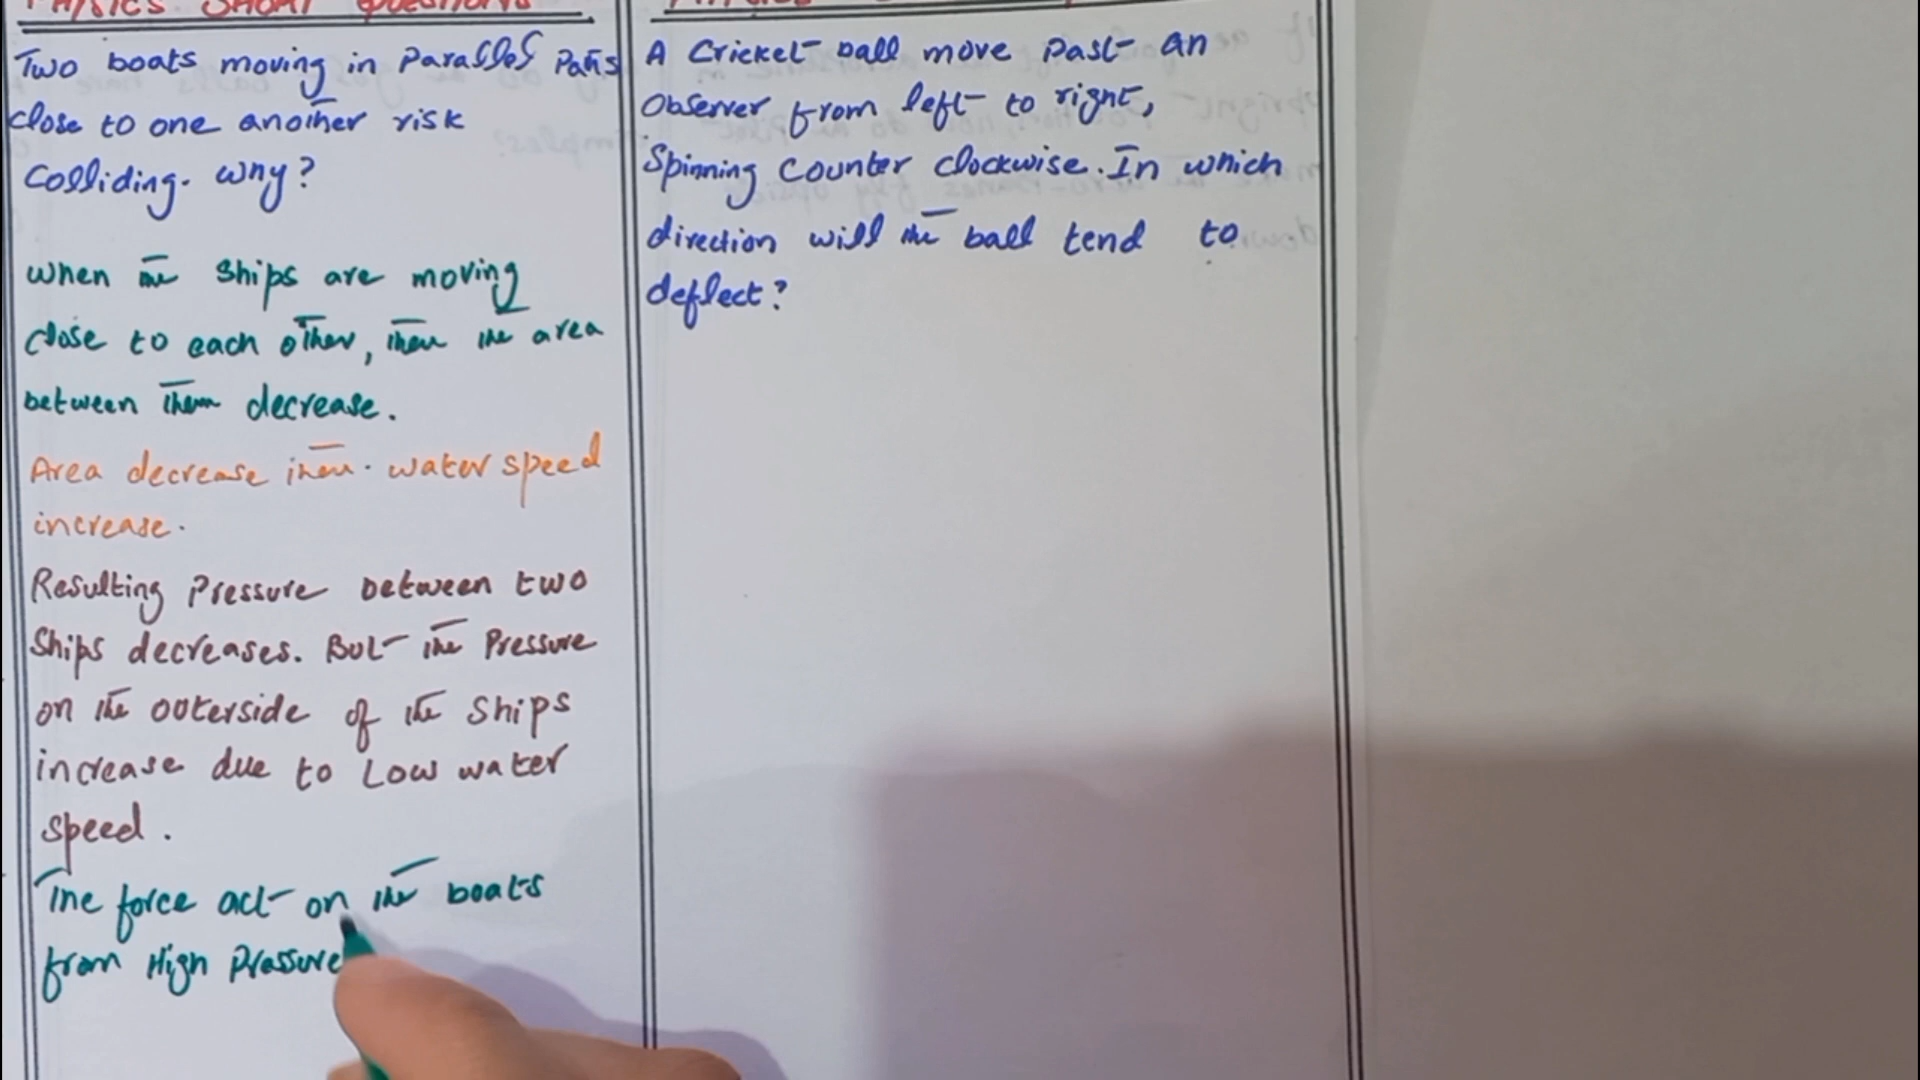 PHYSICS SHORT QUESTIONS
Two boats moving in Parallel Paths
close to one another risk
Colliding. Why?
When the Ships are moving
close to each other, then the area
between them decrease.
Area decrease then . water speed
increase.
Resulting Pressure between two
Ships decreases. But the Pressure
on the outerside of the Ships
increase due to Low water
speed.
The force act on the boats
from High Pressure
A Cricket ball move Past an
Observer from left to right,
Spinning Counter clockwise. In which
direction will the ball tend to
deflect?